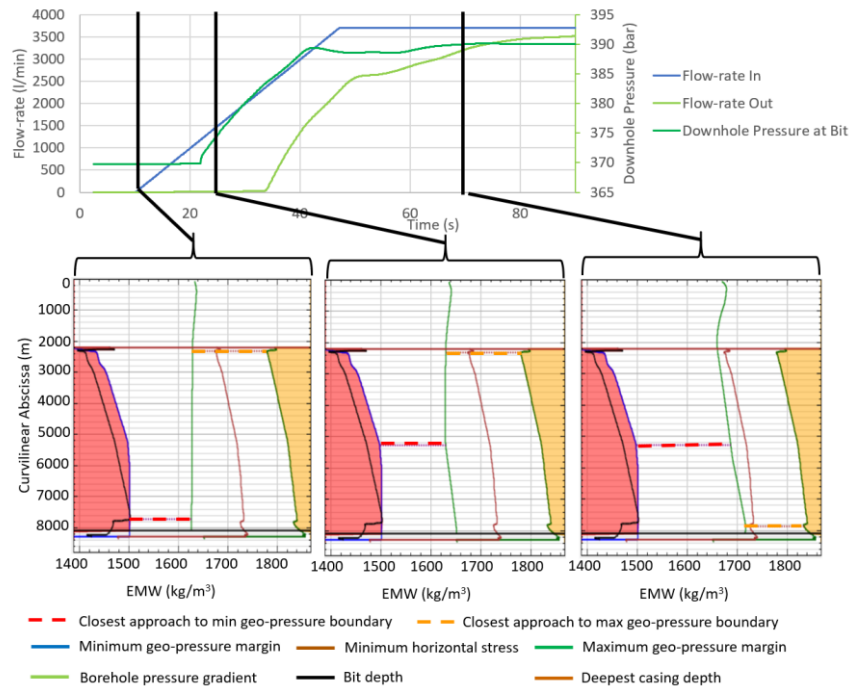 4000 395
3500 390
3000 385
2500
2000 380
1500 375
1000 370
500
0 365
0 20 40 60 80
Flow-rate (l/min)
Time (s)
Downhole Pressure (bar)
Flow-rate In
Flow-rate Out
Downhole Pressure at Bit
0
1000
2000
3000
4000
5000
6000
7000
8000
Curvilinear Abscissa (m)
1400 1500 1600 1700 1800 1400 1500 1600 1700 1800 1400 1500 1600 1700 1800
EMW (kg/m³) EMW (kg/m³) EMW (kg/m³)
Closest approach to min geo-pressure boundary Closest approach to max geo-pressure boundary
Minimum geo-pressure margin Minimum horizontal stress Maximum geo-pressure margin
Borehole pressure gradient Bit depth Deepest casing depth